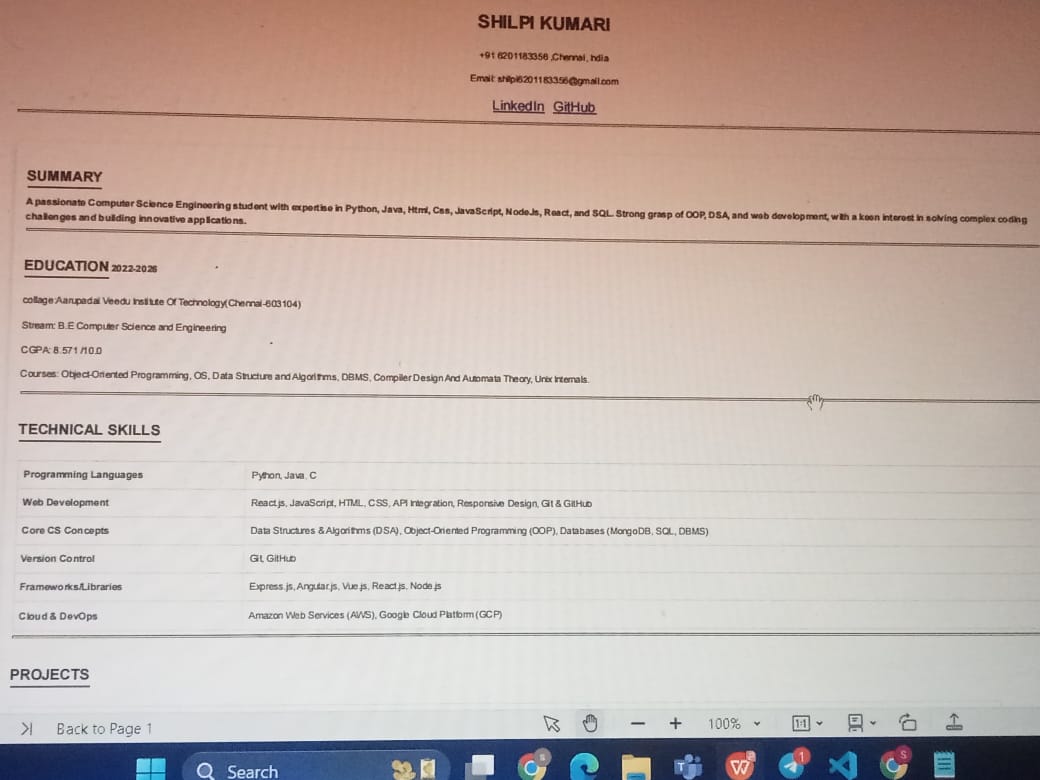 SHILPI KUMARI
+91 6201183356 ,Chennai, India
Email: shilpi6201183356@gmail.com
LinkedIn GitHub
SUMMARY
A passionate Computer Science Engineering student with expertise in Python, Java, Html, Css, JavaScript, NodeJs, React, and SQL. Strong grasp of OOP, DSA, and web development, with a keen interest in solving complex coding
challenges and building innovative applications.
EDUCATION 2022-2026
collage:Aarupadai Veedu Institute Of Technology(Chennai-603104)
Stream: B.E Computer Science and Engineering
CGPA: 8.571 /10.0
Courses: Object-Oriented Programming, OS, Data Structure and Algorithms, DBMS, Compiler Design And Automata Theory, Unix Internals.
TECHNICAL SKILLS
Programming Languages Python, Java, C
Web Development React.js, JavaScript, HTML, CSS, API Integration, Responsive Design, Git & GitHub
Core CS Concepts Data Structures & Algorithms (DSA), Object-Oriented Programming (OOP), Databases (MongoDB, SQL, DBMS)
Version Control Git, GitHub
Frameworks/Libraries Express.js, Angular.js, Vue.js, React.js, Node.js
Cloud & DevOps Amazon Web Services (AWS), Google Cloud Platform (GCP)
PROJECTS
Back to Page 1 100% 1:1
Search